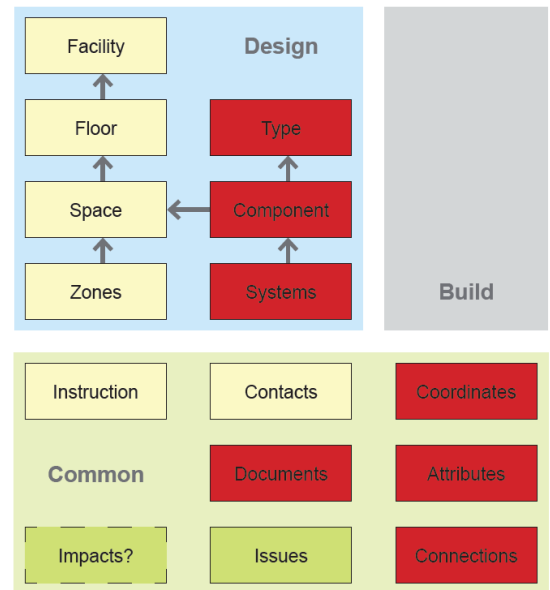 Facility
Design
Floor
Type
Space
Component
Zones
Systems
Build
Instruction
Contacts
Coordinates
Common
Documents
Attributes
Impacts?
Issues
Connections